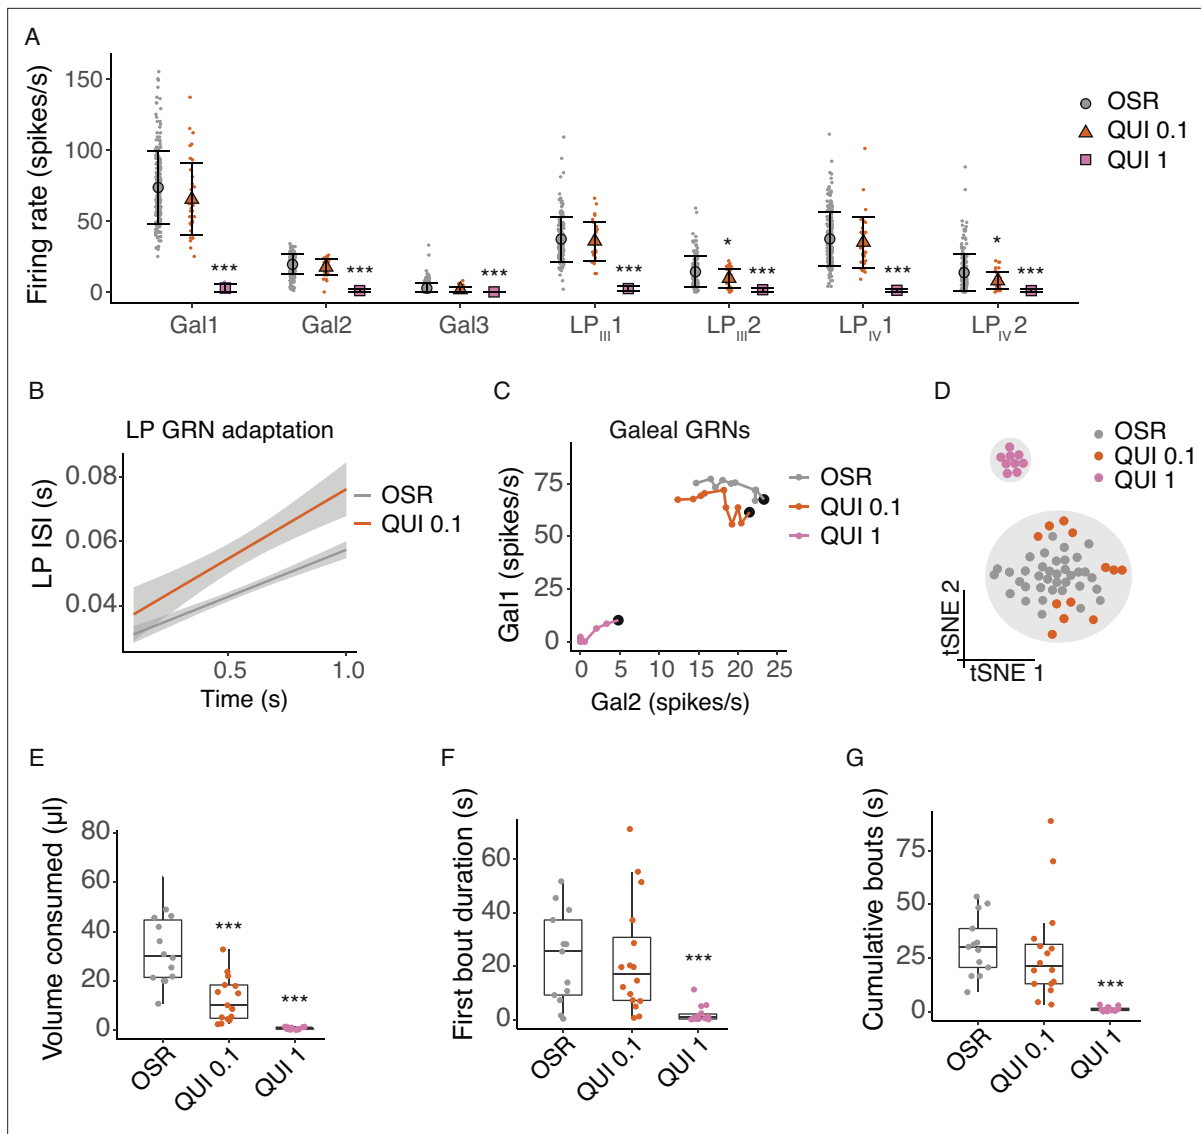 A
Firing rate (spikes/s)
150
100
50
0
*** *** *** *** * *** *** * ***
Gal1 Gal2 Gal3 LPIII1 LPIII2 LPIV1 LPIV2
OSR
QUI 0.1
QUI 1
B
LP GRN adaptation
LP ISI (s)
0.08
0.06
0.04
0.5 1.0
Time (s)
OSR
QUI 0.1
C
Galeal GRNs
Gal1 (spikes/s)
75
50
25
0
0 5 10 15 20 25
Gal2 (spikes/s)
OSR
QUI 0.1
QUI 1
D
OSR
QUI 0.1
QUI 1
tSNE 2
tSNE 1
E
Volume consumed (µl)
80
60
40
20
0
***
***
OSR QUI 0.1 QUI 1
F
First bout duration (s)
60
40
20
0
***
OSR QUI 0.1 QUI 1
G
Cumulative bouts (s)
75
50
25
0
***
OSR QUI 0.1 QUI 1